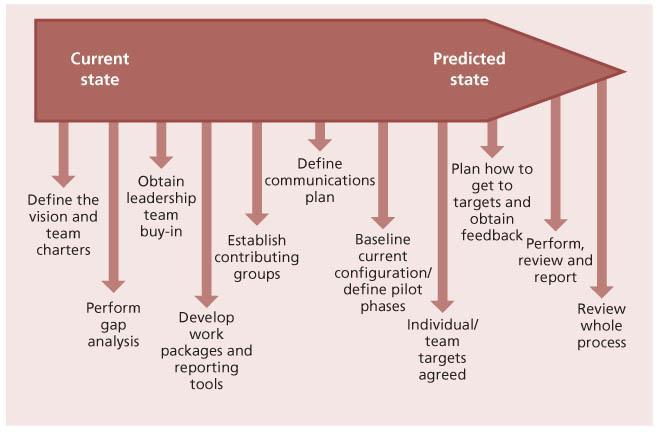 Current
state
Predicted
state
Define the
vision and
team
charters
Perform
gap
analysis
Obtain
leadership
team
buy-in
Develop
work
packages and
reporting
tools
Establish
contributing
groups
Define
communications
plan
Baseline
current
configuration/
define pilot
phases
Individual/
team
targets
agreed
Plan how to
get to
targets and
obtain
feedback
Perform,
review and
report
Review
whole
process